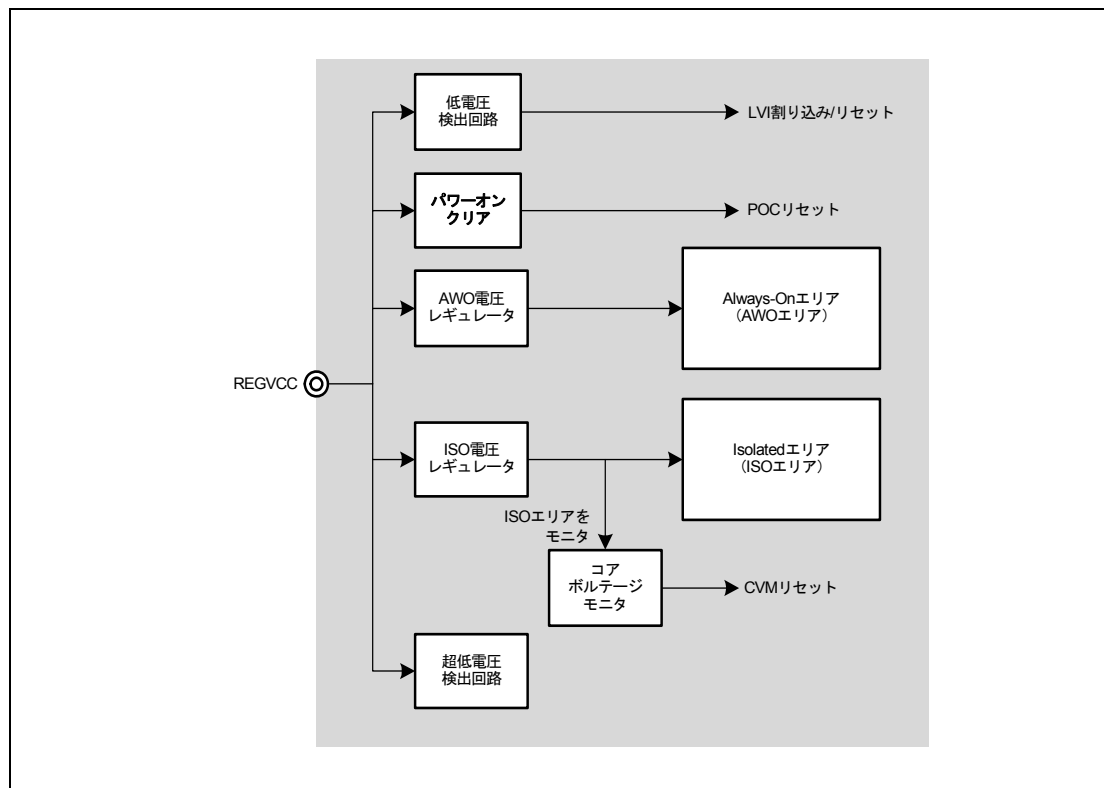 低電圧
検出回路
LVI割り込み/リセット
パワーオン
クリア
POCリセット
AWO電圧
レギュレータ
Always-Onエリア
(AWOエリア)
REGVCC
ISO電圧
レギュレータ
Isolatedエリア
(ISOエリア)
ISOエリアを
モニタ
コア
ボルテージ
モニタ
CVMリセット
超低電圧
検出回路